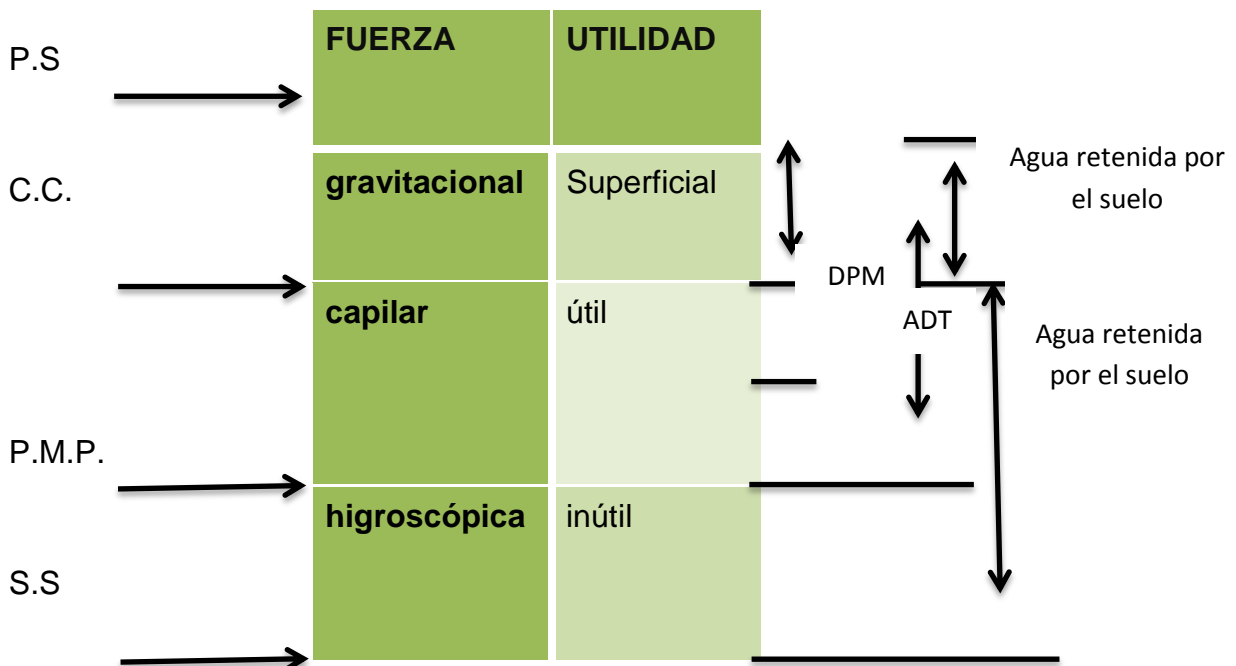 P.S
FUERZA
UTILIDAD
C.C.
gravitacional
Superficial
Agua retenida por
el suelo
capilar
útil
DPM
ADT
Agua retenida
por el suelo
P.M.P.
higroscópica
inútil
S.S